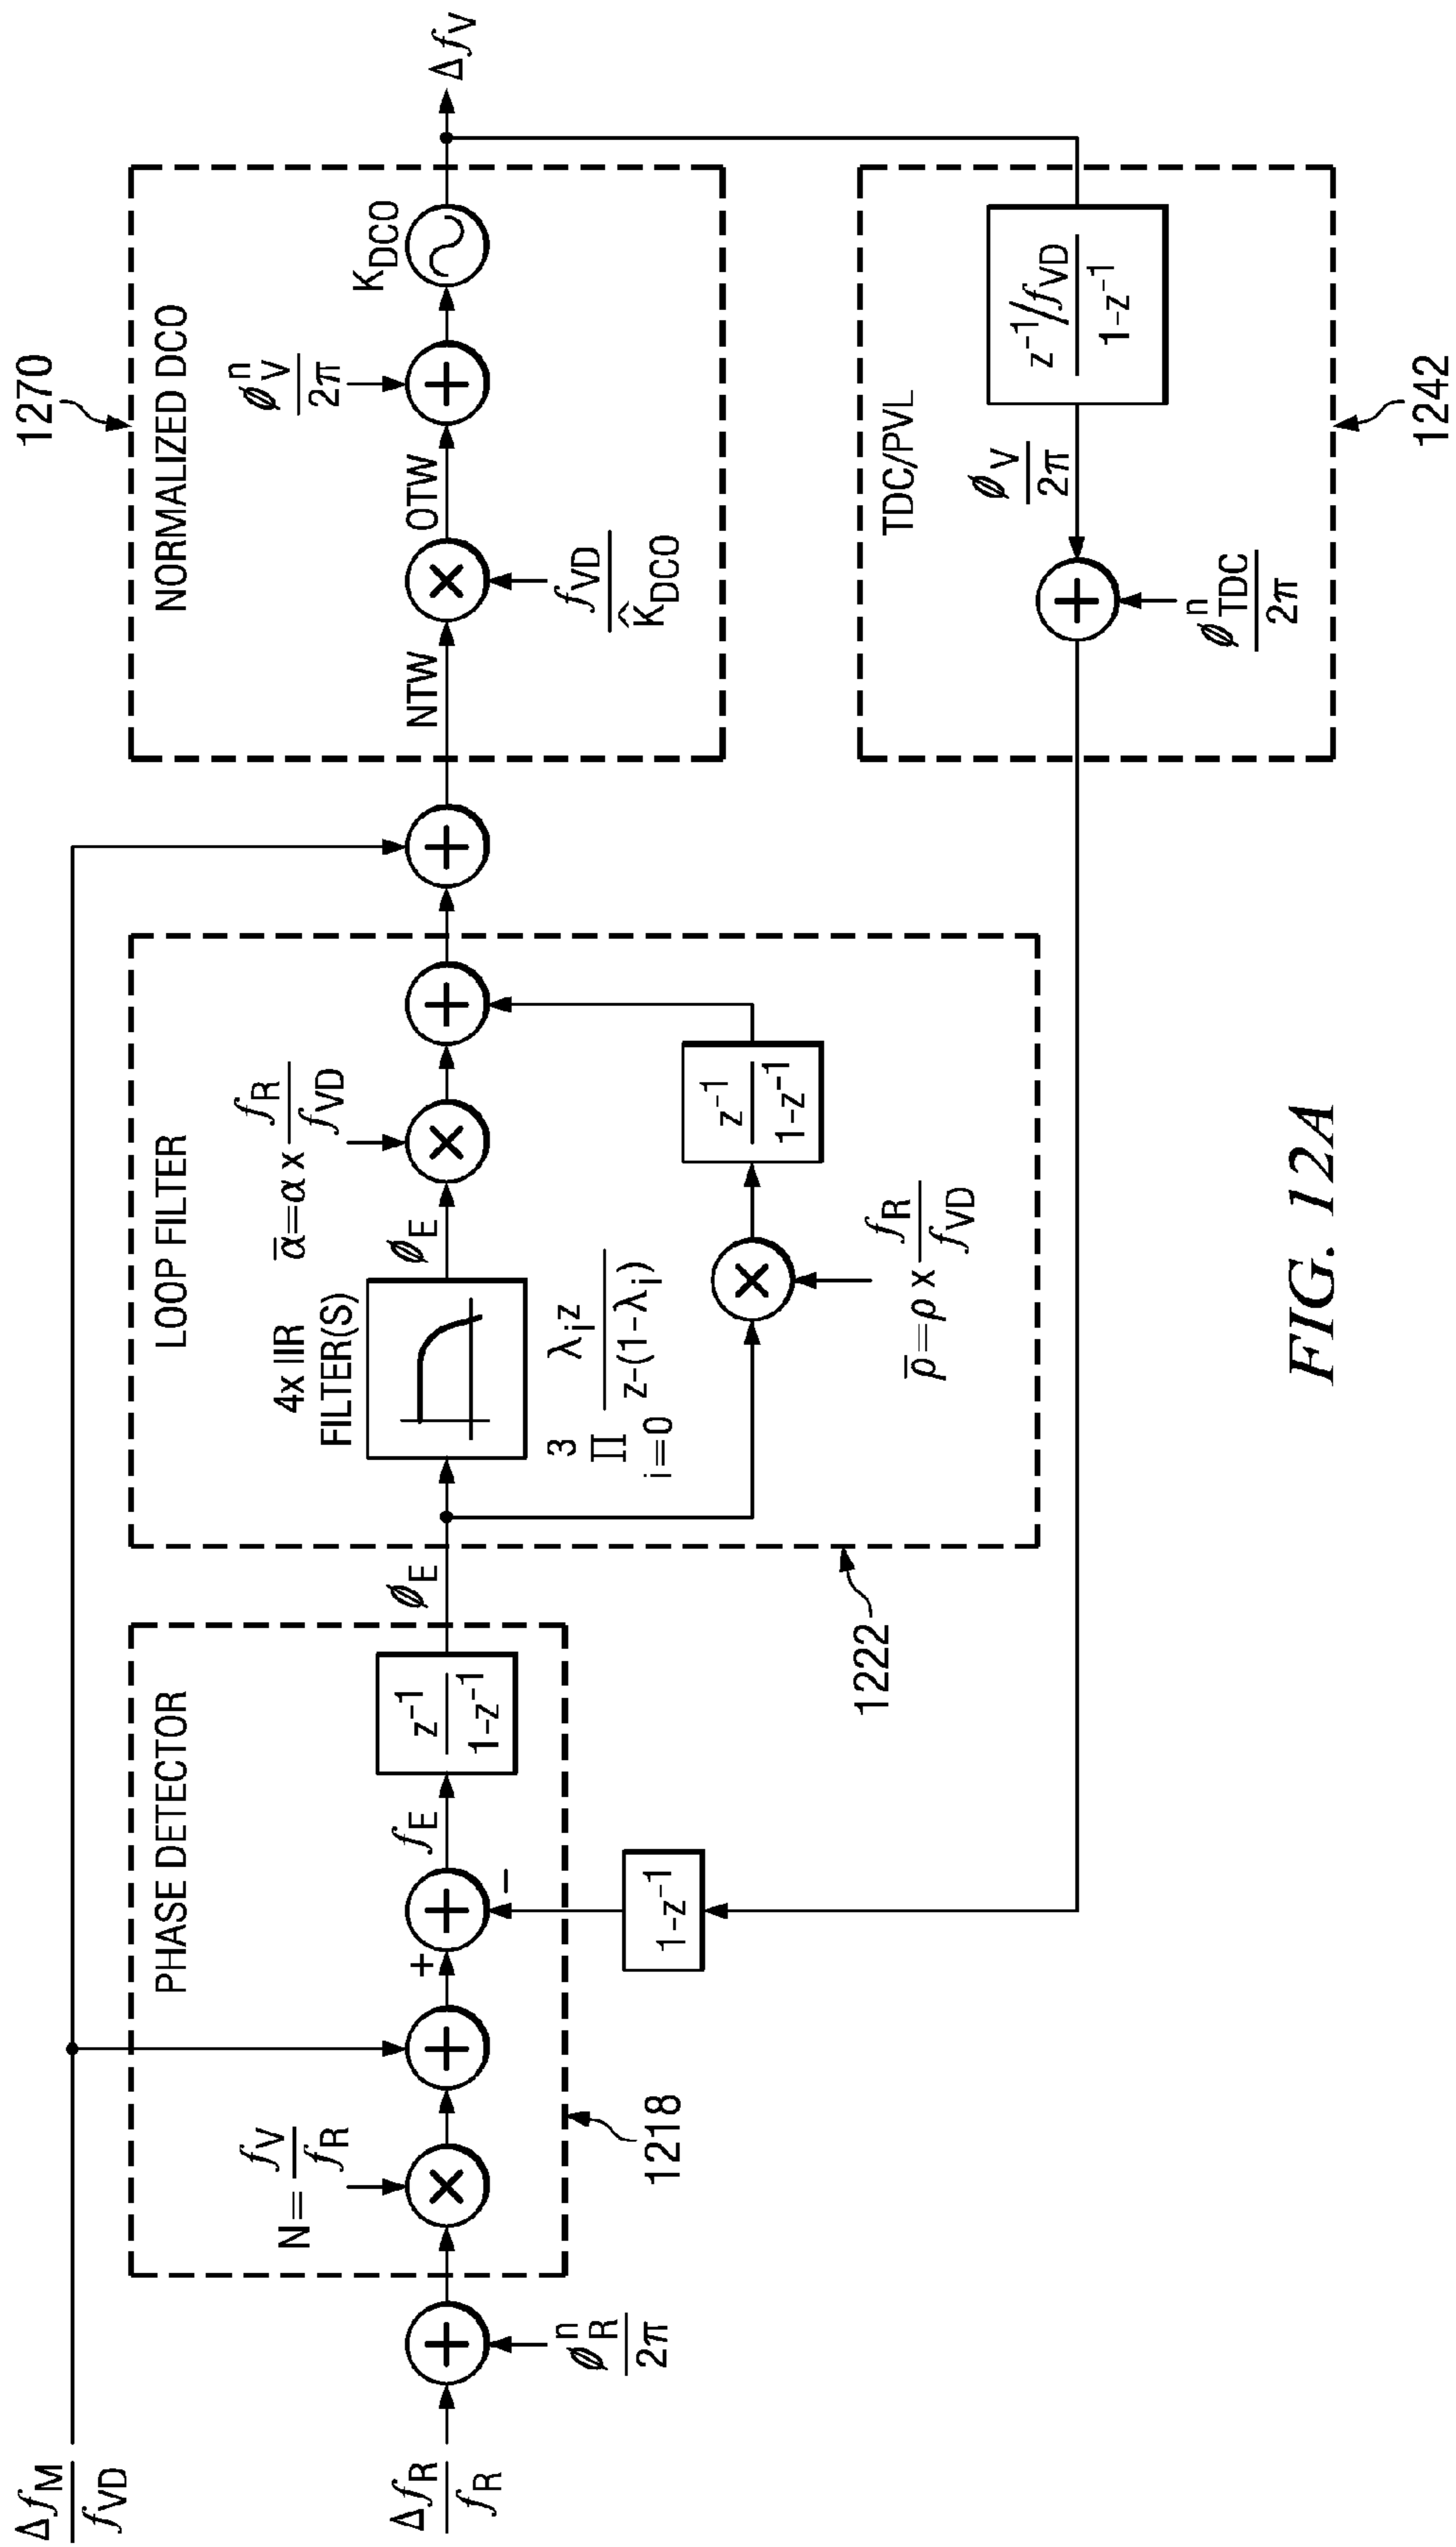 Δf_M / f_VD
Δf_R / f_R
ø^n_R / 2π
1218
PHASE DETECTOR
N = f_V / f_R
+
×
+
+
−
f_E
z⁻¹ / 1-z⁻¹
1-z⁻¹
ø_E
1222
LOOP FILTER
4x IIR
FILTER(S)
3
∏ λ_i z / z-(1-λ_i)
i=0
ø_E
ᾱ=α x f_R / f_VD
×
+
×
ρ̄=ρ x f_R / f_VD
z⁻¹ / 1-z⁻¹
+
1270
NORMALIZED DCO
NTW
×
f_VD / K̂_DCO
OTW
+
ø^n_V / 2π
K_DCO
Δf_V
TDC/PVL
z⁻¹/f_VD / 1-z⁻¹
ø_V / 2π
+
ø^n_TDC / 2π
1242
FIG. 12A